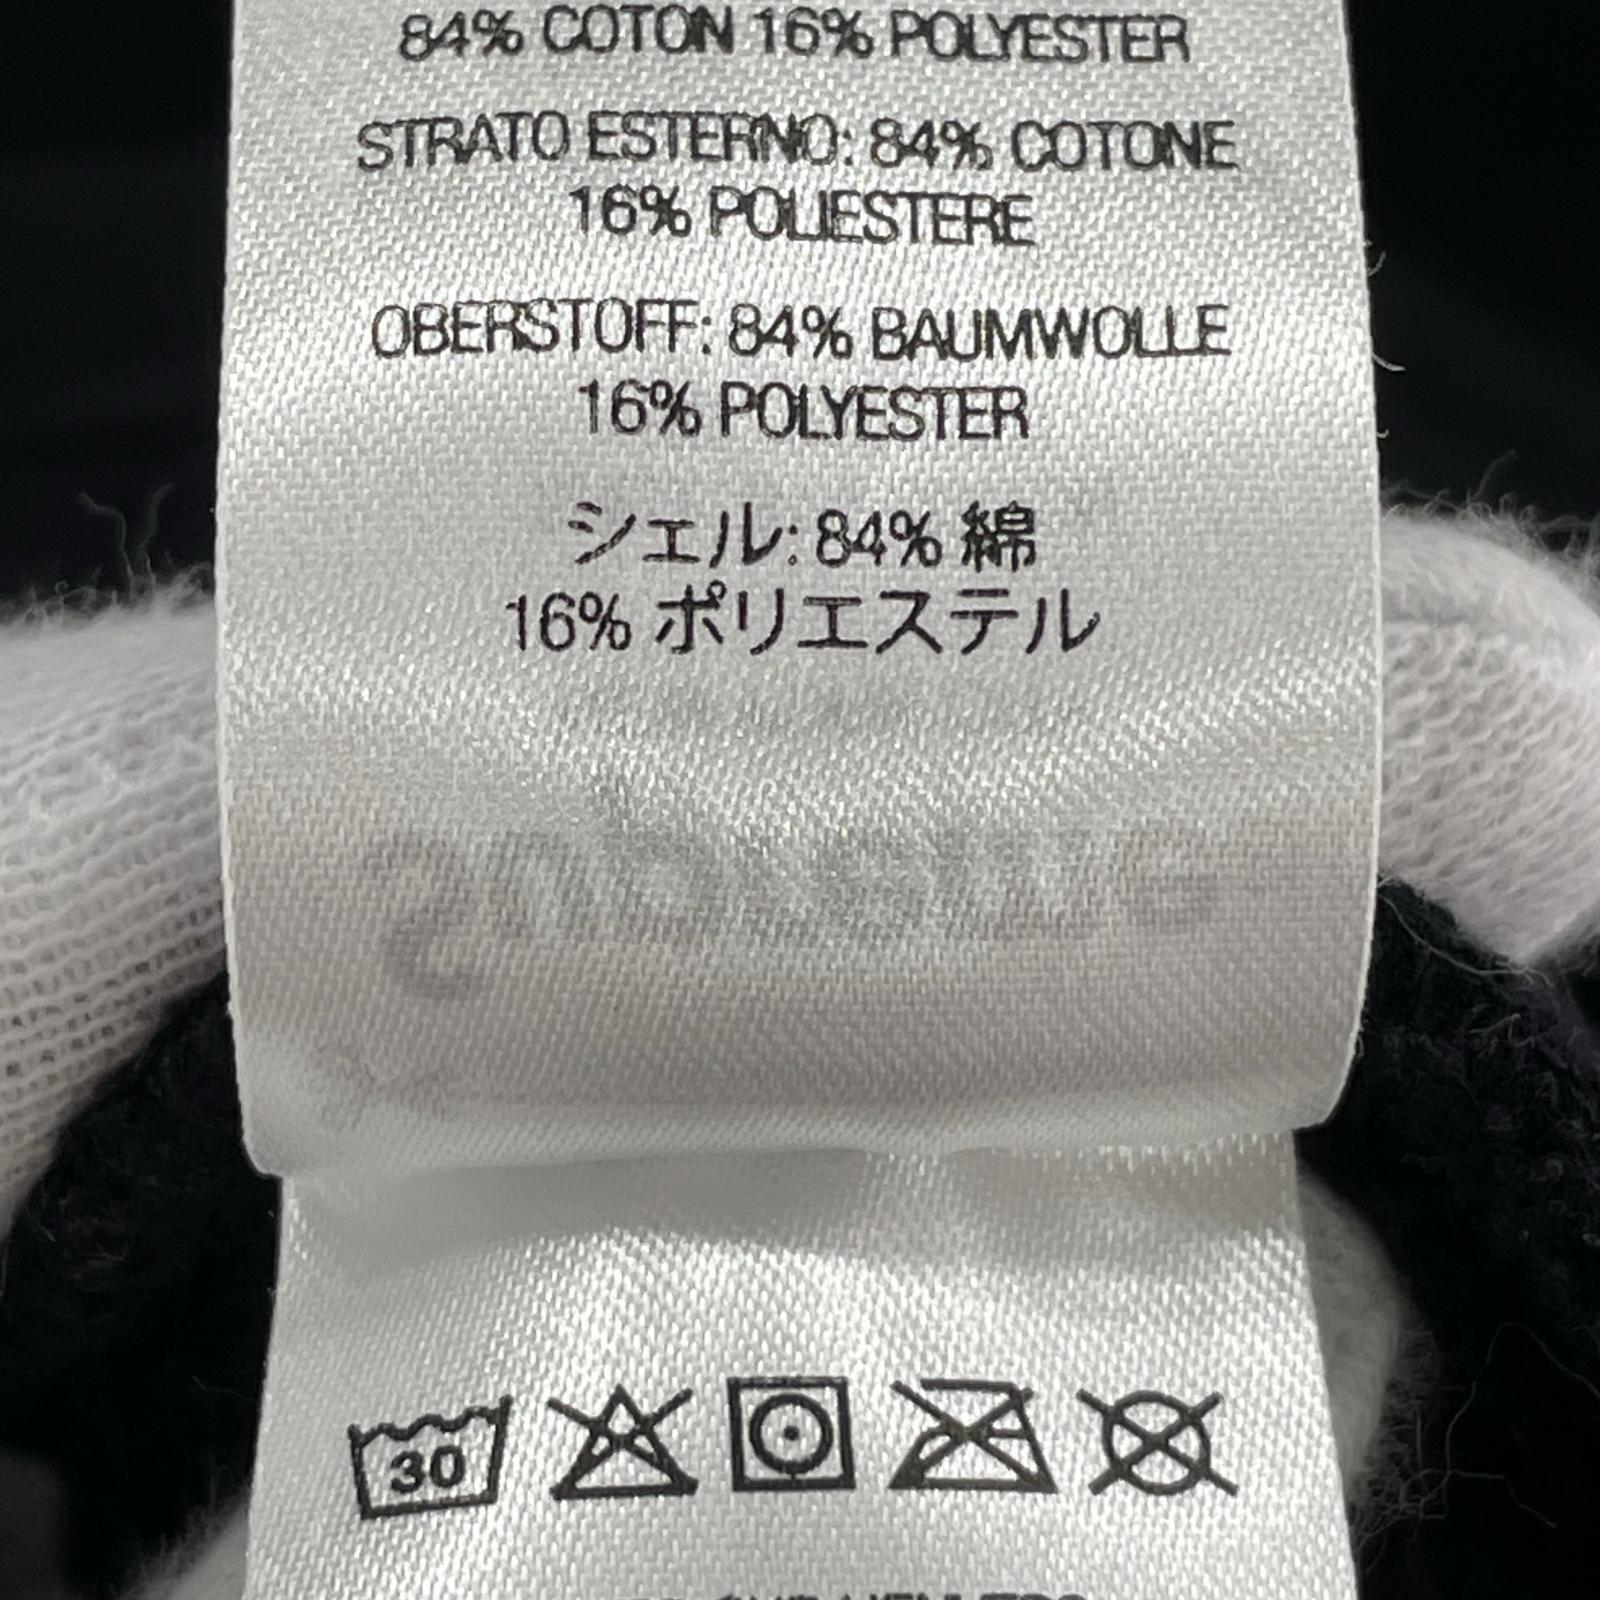 84% COTON 16% POLYESTER
STRATO ESTERNO: 84% COTONE
16% POLIESTERE
OBERSTOFF: 84% BAUMWOLLE
16% POLYESTER
シェル: 84% 綿
16% ポリエステル
30